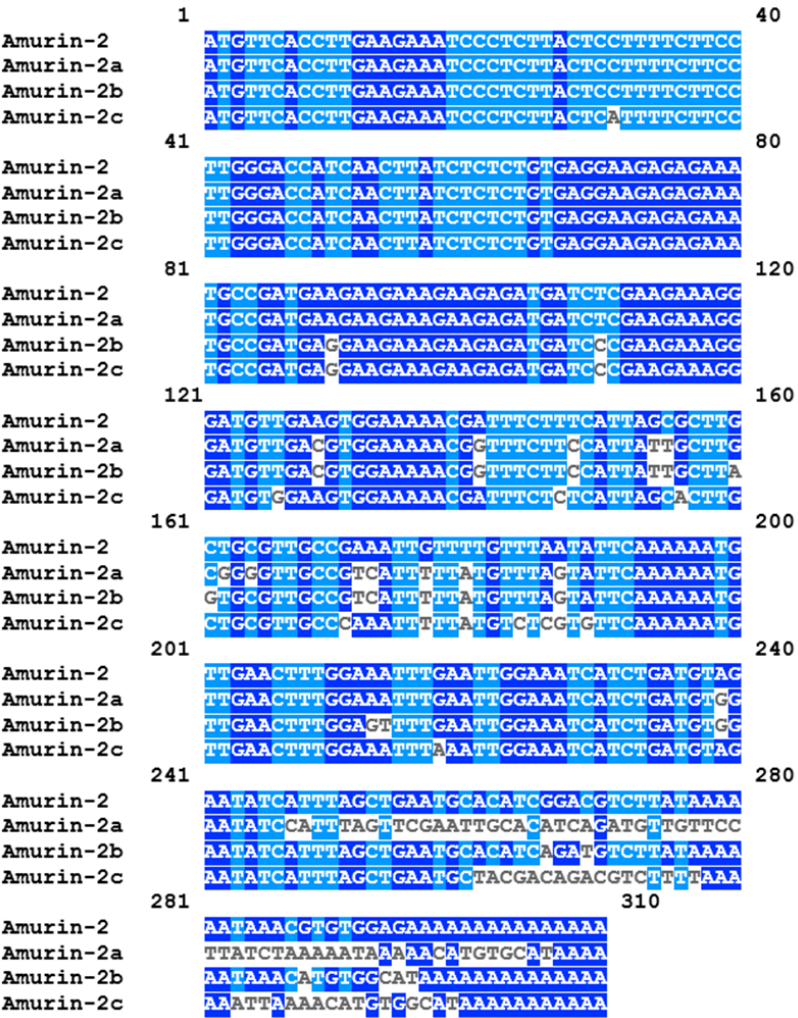 1 40
Amurin-2 ATGTTCACCTTGAAGAAATCCCTCTTACTCCTTTTCTTCC
Amurin-2a ATGTTCACCTTGAAGAAATCCCTCTTACTCCTTTTCTTCC
Amurin-2b ATGTTCACCTTGAAGAAATCCCTCTTACTCCTTTTCTTCC
Amurin-2c ATGTTCACCTTGAAGAAATCCCTCTTACTCATTTTCTTCC
41 80
Amurin-2 TTGGGACCATCAACTTATCTCTCTGTGAGGAAGAGAGAAA
Amurin-2a TTGGGACCATCAACTTATCTCTCTGTGAGGAAGAGAGAAA
Amurin-2b TTGGGACCATCAACTTATCTCTCTGTGAGGAAGAGAGAAA
Amurin-2c TTGGGACCATCAACTTATCTCTCTGTGAGGAAGAGAGAAA
81 120
Amurin-2 TGCCGATGAAGAAGAAAGAAGAGATGATCTCGAAGAAAGG
Amurin-2a TGCCGATGAAGAAGAAAGAAGAGATGATCTCGAAGAAAGG
Amurin-2b TGCCGATGAGGAAGAAAGAAGAGATGATCCCGAAGAAAGG
Amurin-2c TGCCGATGAGGAAGAAAGAAGAGATGATCCCGAAGAAAGG
121 160
Amurin-2 GATGTTGAAGTGGAAAAACGATTTCTTTCATTAGCGCTTG
Amurin-2a GATGTTGACGTGGAAAAACGGTTTCTTCCATTATTGCTTG
Amurin-2b GATGTTGACGTGGAAAAACGGTTTCTTCCATTATTGCTTA
Amurin-2c GATGTGGAAGTGGAAAAACGATTTCTCTCATTAGCACTTG
161 200
Amurin-2 CTGCGTTGCCGAAATTGTTTTGTTTAATATTCAAAAAATG
Amurin-2a CGGGGTTGCCGTCATTTTTATGTTTAGTATTCAAAAAATG
Amurin-2b GTGCGTTGCCGTCATTTTTATGTTTAGTATTCAAAAAATG
Amurin-2c CTGCGTTGCCCAAATTTTTATGTCTCGTGTTCAAAAAATG
201 240
Amurin-2 TTGAACTTTGGAAATTTGAATTGGAAATCATCTGATGTAG
Amurin-2a TTGAACTTTGGAAATTTGAATTGGAAATCATCTGATGTGG
Amurin-2b TTGAACTTTGGAGTTTTGAATTGGAAATCATCTGATGTGG
Amurin-2c TTGAACTTTGGAAATTTAAATTGGAAATCATCTGATGTAG
241 280
Amurin-2 AATATCATTTAGCTGAATGCACATCGGACGTCTTATAAAA
Amurin-2a AATATCCATTTAGTTCGAATTGCACATCAGATGTTGTTCC
Amurin-2b AATATCATTTAGCTGAATGCACATCAGATGTCTTATAAAA
Amurin-2c AATATCATTTAGCTGAATGCTACGACAGACGTCTTTTAAA
281 310
Amurin-2 AATAAACGTGTGGAGAAAAAAAAAAAAAAA
Amurin-2a TTATCTAAAAATAAAAACATGTGCATAAAA
Amurin-2b AATAAACATGTGGCATAAAAAAAAAAAAAA
Amurin-2c AAATTAAAACATGTGGCATAAAAAAAAAAA